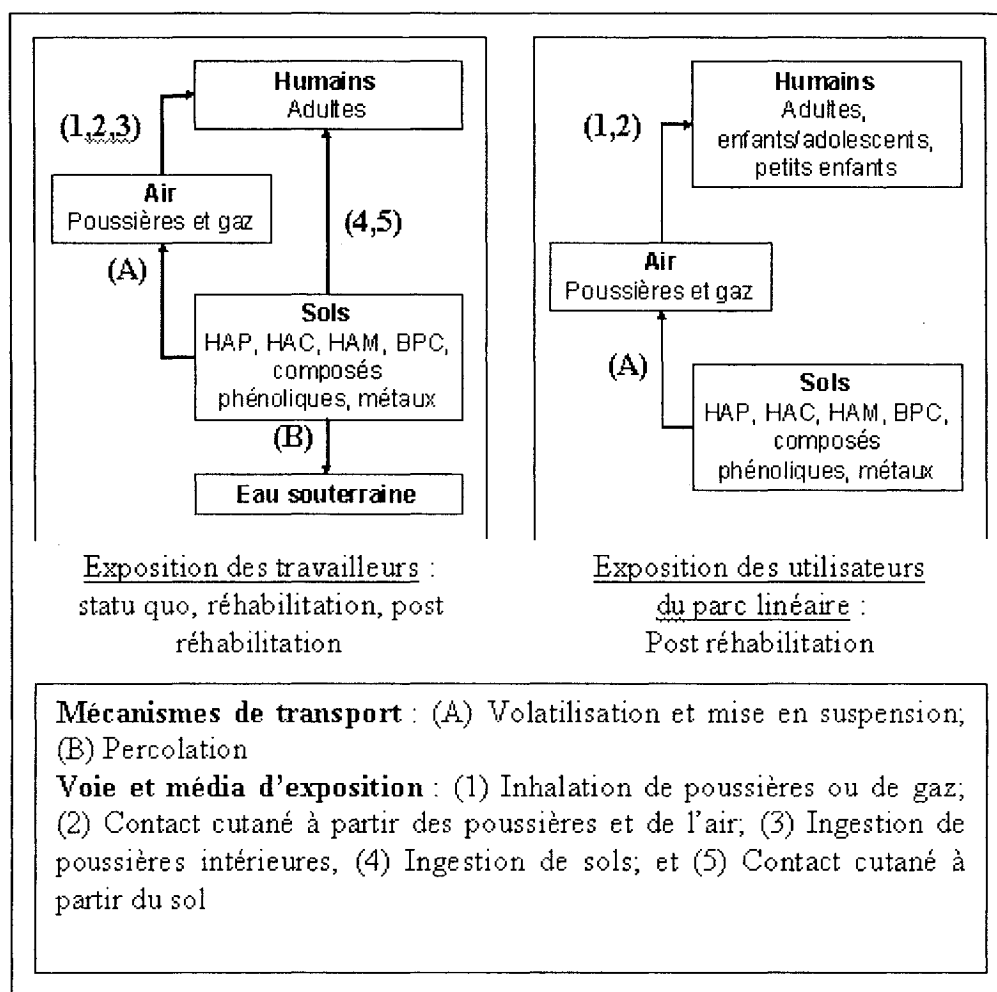 Humains
Adultes
(1,2,3)
Air
Poussières et gaz
(4,5)
(A)
Sols
HAP, HAC, HAM, BPC,
composés
phénoliques, métaux
(B)
Eau souterraine
Exposition des travailleurs :
statu quo, réhabilitation, post
réhabilitation
Humains
Adultes,
enfants/adolescents,
petits enfants
(1,2)
Air
Poussières et gaz
(A)
Sols
HAP, HAC, HAM, BPC,
composés
phénoliques, métaux
Exposition des utilisateurs
du parc linéaire :
Post réhabilitation
Mécanismes de transport : (A) Volatilisation et mise en suspension;
(B) Percolation
Voie et média d'exposition : (1) Inhalation de poussières ou de gaz;
(2) Contact cutané à partir des poussières et de l'air; (3) Ingestion de
poussières intérieures, (4) Ingestion de sols; et (5) Contact cutané à
partir du sol